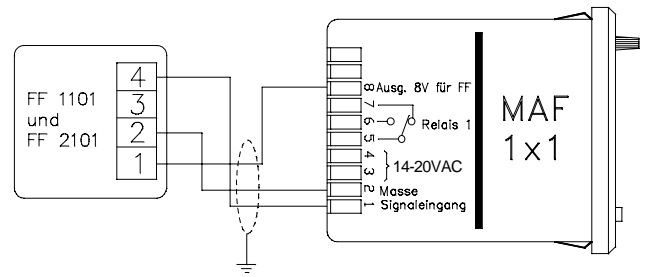 FF 1101
und
FF 2101
4
3
2
1
8 Ausg. 8V für FF
7
6
5
Relais 1
4
3
14-20VAC
2 Masse
1 Signaleingang
MAF
1x1